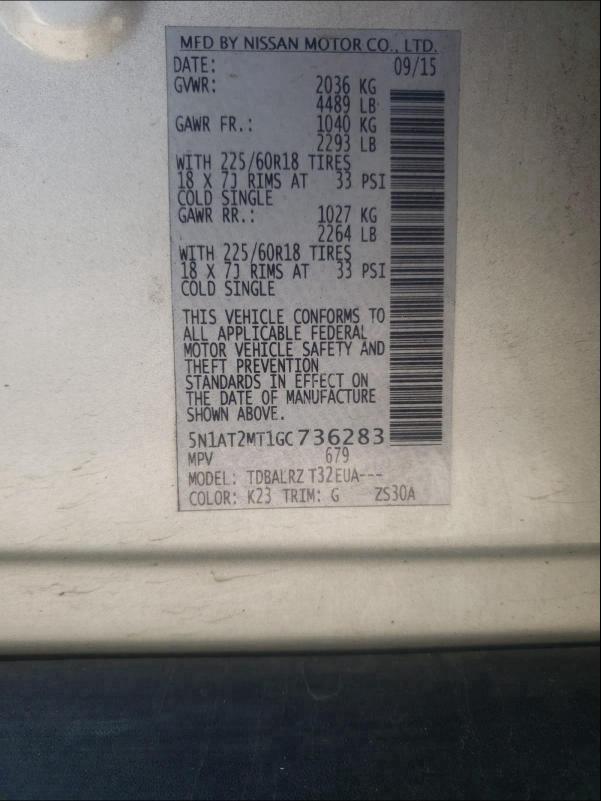 MFD BY NISSAN MOTOR CO., LTD.
DATE: 09/15
GVWR: 2036 KG
4489 LB
GAWR FR.: 1040 KG
2293 LB
WITH 225/60R18 TIRES
18 X 7J RIMS AT 33 PSI
COLD SINGLE
GAWR RR.: 1027 KG
2264 LB
WITH 225/60R18 TIRES
18 X 7J RIMS AT 33 PSI
COLD SINGLE
THIS VEHICLE CONFORMS TO
ALL APPLICABLE FEDERAL
MOTOR VEHICLE SAFETY AND
THEFT PREVENTION
STANDARDS IN EFFECT ON
THE DATE OF MANUFACTURE
SHOWN ABOVE.
5N1AT2MT1GC736283
MPV 679
MODEL: TDBALRZ T32EUA---
COLOR: K23 TRIM: G ZS30A